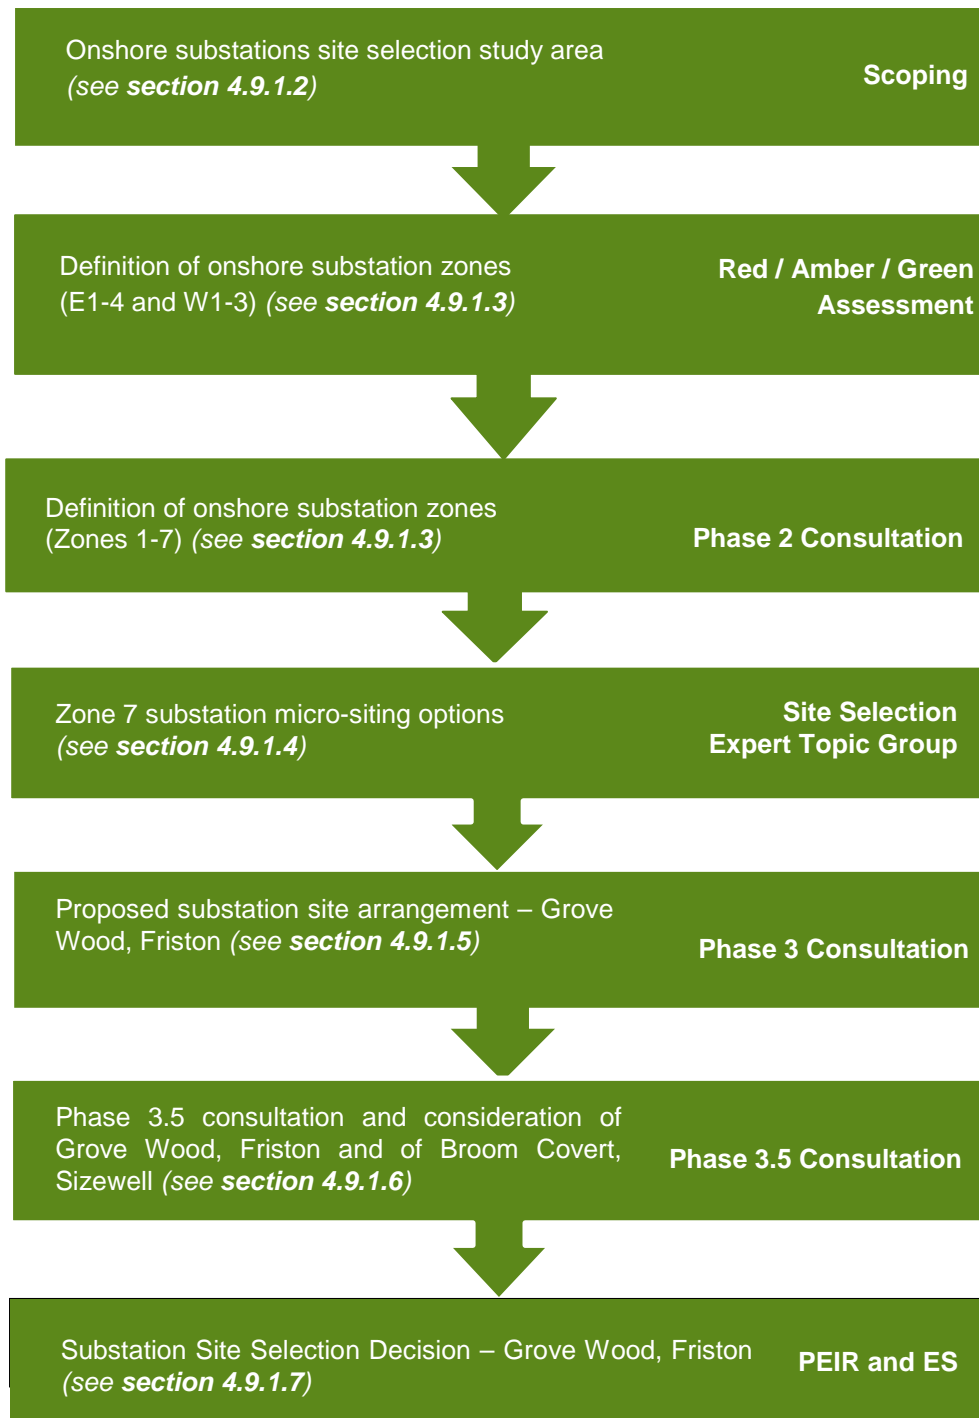 Onshore substations site selection study area
(see section 4.9.1.2)
Scoping
Definition of onshore substation zones
(E1-4 and W1-3) (see section 4.9.1.3)
Red / Amber / Green
Assessment
Definition of onshore substation zones
(Zones 1-7) (see section 4.9.1.3)
Phase 2 Consultation
Zone 7 substation micro-siting options
(see section 4.9.1.4)
Site Selection
Expert Topic Group
Proposed substation site arrangement – Grove
Wood, Friston (see section 4.9.1.5)
Phase 3 Consultation
Phase 3.5 consultation and consideration of
Grove Wood, Friston and of Broom Covert,
Sizewell (see section 4.9.1.6)
Phase 3.5 Consultation
Substation Site Selection Decision – Grove Wood, Friston
(see section 4.9.1.7)
PEIR and ES